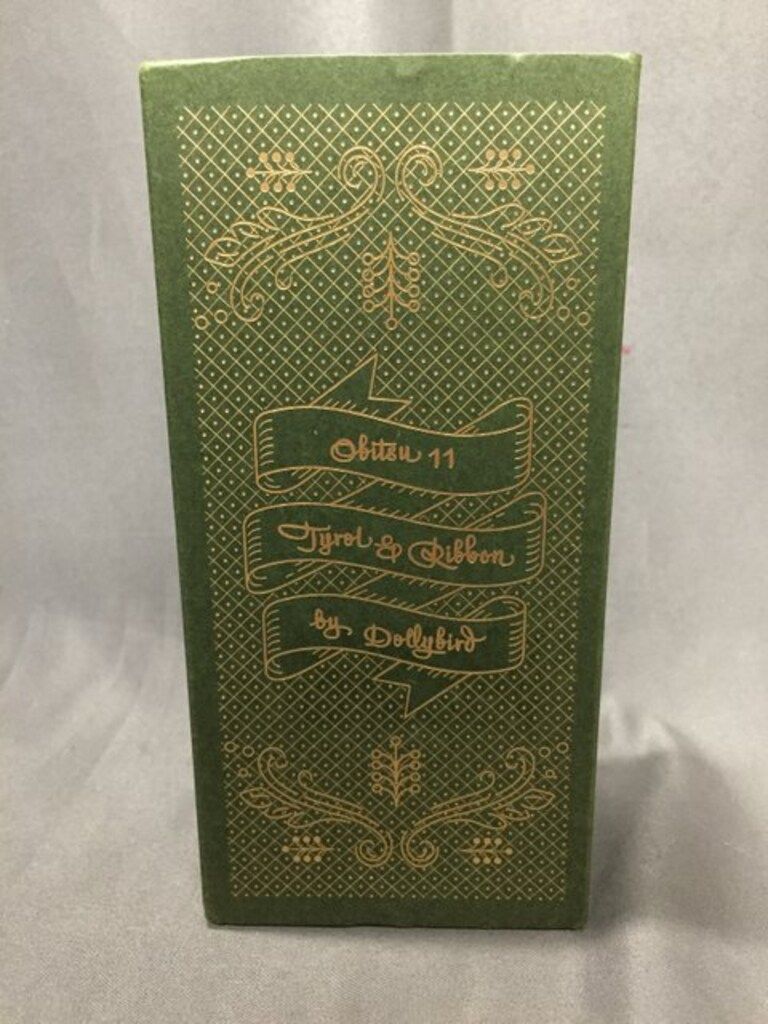 Obitsu 11
Tyrol & Ribbon
by Dollybird